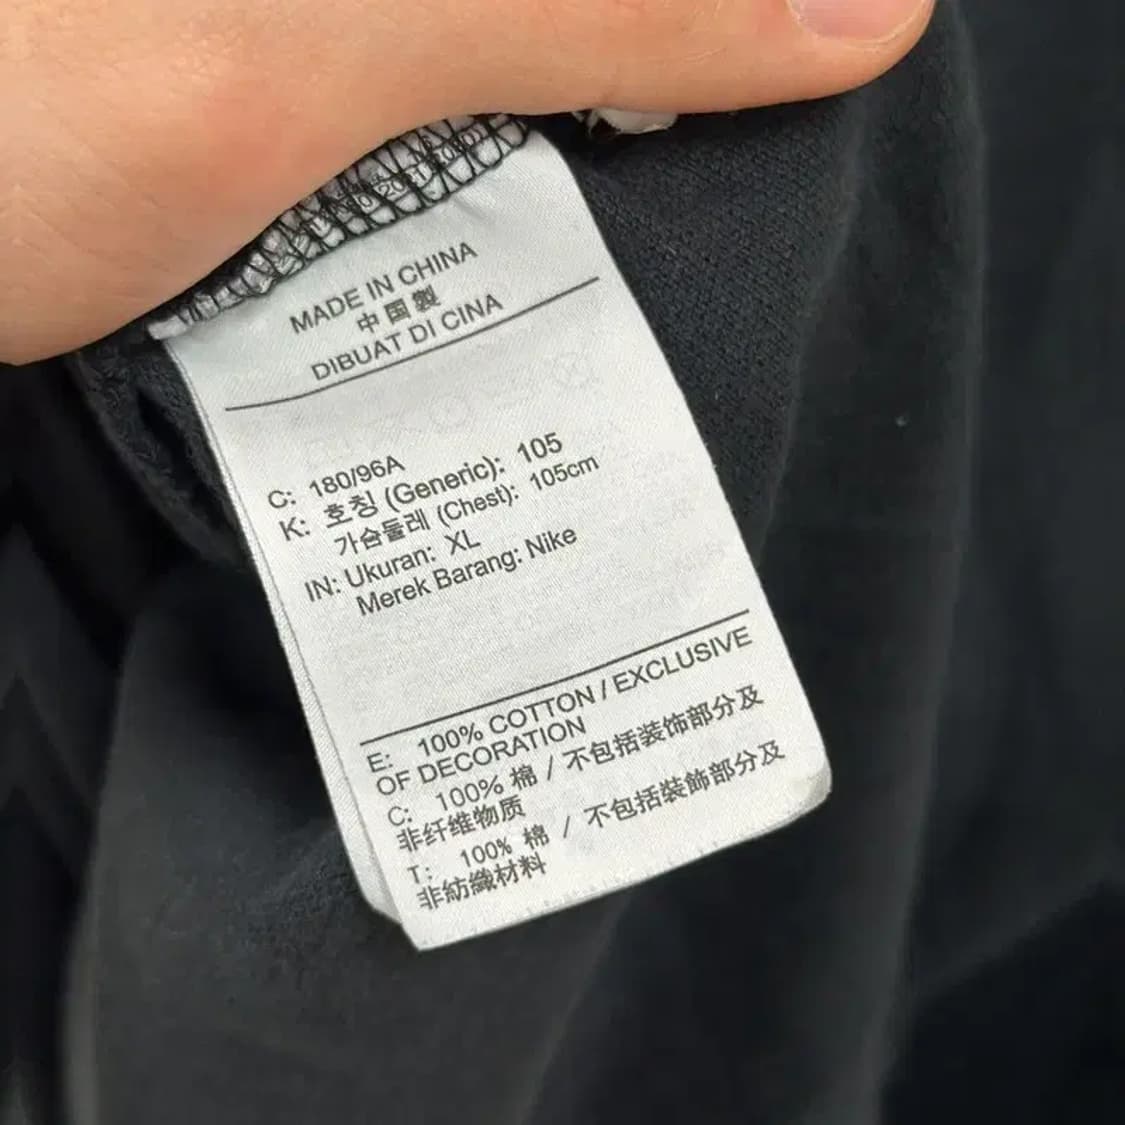 MADE IN CHINA
中国製
DIBUAT DI CINA
C: 180/96A
K: 호칭 (Generic): 105
가슴둘레 (Chest): 105cm
IN: Ukuran: XL
Merek Barang: Nike
E: 100% COTTON / EXCLUSIVE
OF DECORATION
C: 100% 棉 / 不包括装饰部分及
非纤维物质
T: 100% 棉 / 不包括裝飾部分及
非紡織材料